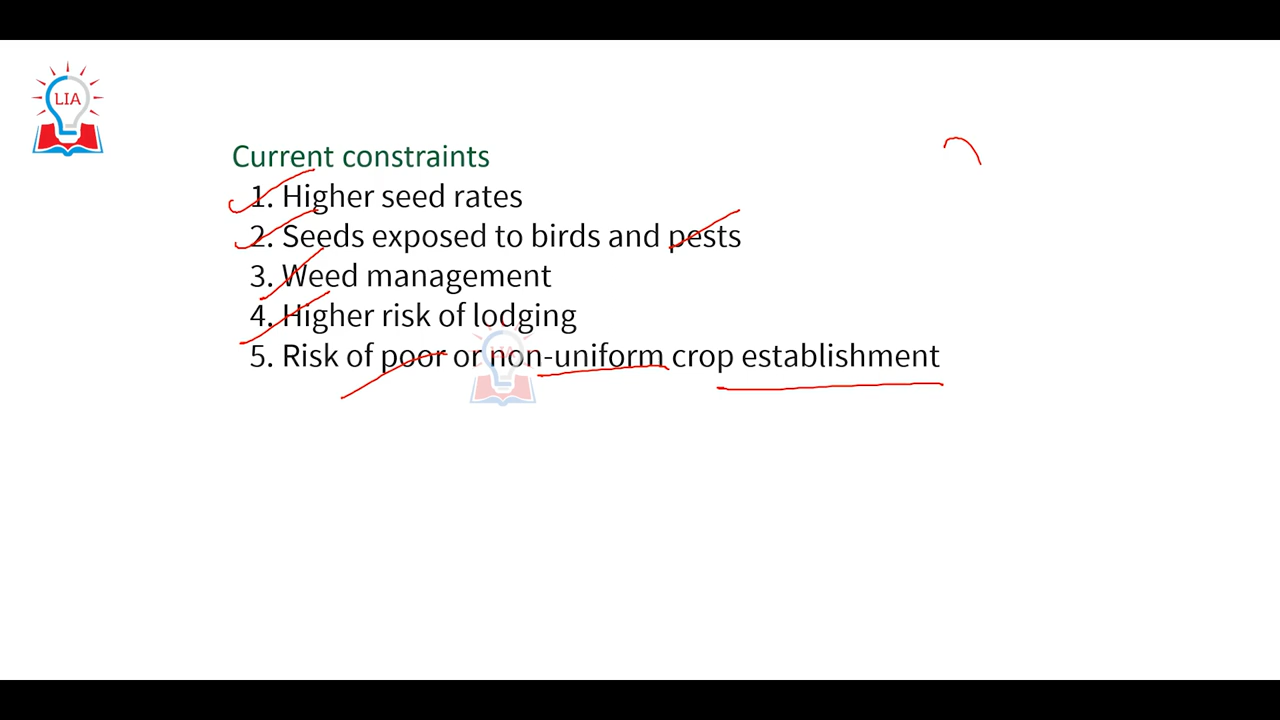 LIA
Current constraints
1. Higher seed rates
2. Seeds exposed to birds and pests
3. Weed management
4. Higher risk of lodging
5. Risk of poor or non-uniform crop establishment
LIA